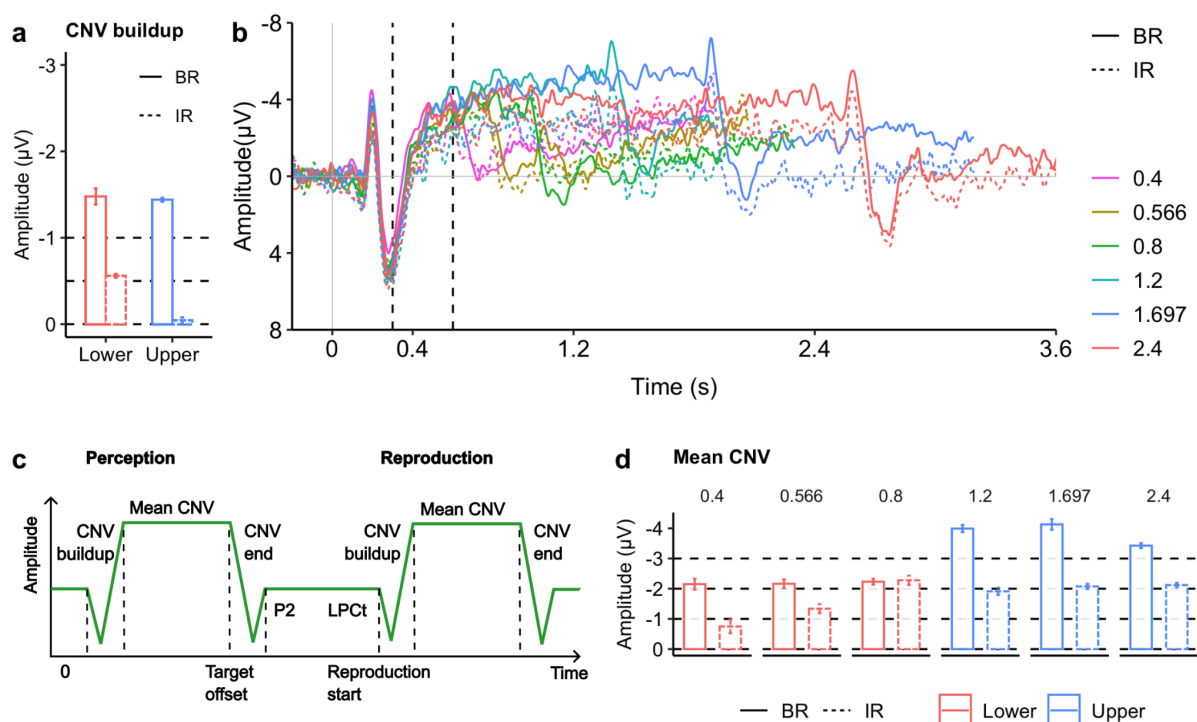 a
CNV buildup
Amplitude (µV)
-3
-2
-1
0
BR
IR
Lower
Upper
b
Amplitude(µV)
-8
-4
0
4
8
0
0.4
1.2
2.4
3.6
Time (s)
BR
IR
0.4
0.566
0.8
1.2
1.697
2.4
c
Perception
Reproduction
Amplitude
CNV
buildup
Mean CNV
CNV
end
P2
LPCt
CNV
buildup
Mean CNV
CNV
end
0
Target
offset
Reproduction
start
Time
d
Mean CNV
0.4 0.566 0.8 1.2 1.697 2.4
Amplitude (µV)
-4
-3
-2
-1
0
BR IR Lower Upper